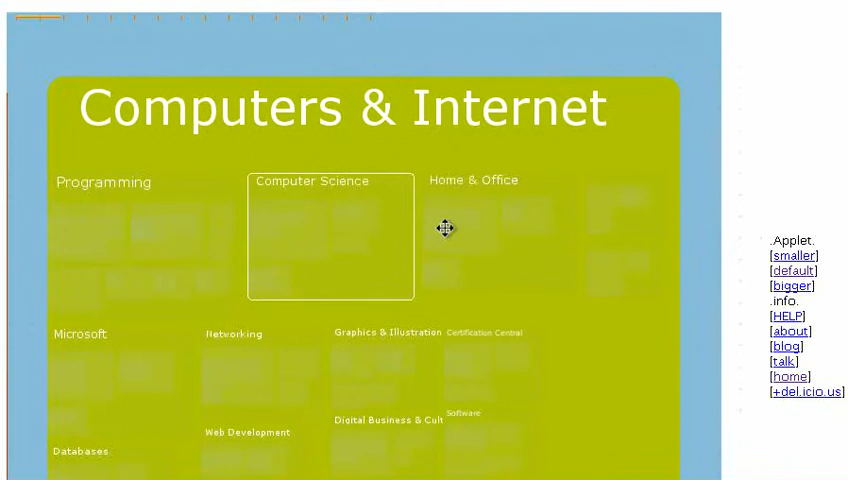 Computers & Internet
Programming
Computer Science
Home & Office
Microsoft
Networking
Graphics & Illustration
Certification Central
Digital Business & Cult
Software
Web Development
Databases
.Applet.
[smaller]
[default]
[bigger]
.info.
[HELP]
[about]
[blog]
[talk]
[home]
[+del.icio.us]